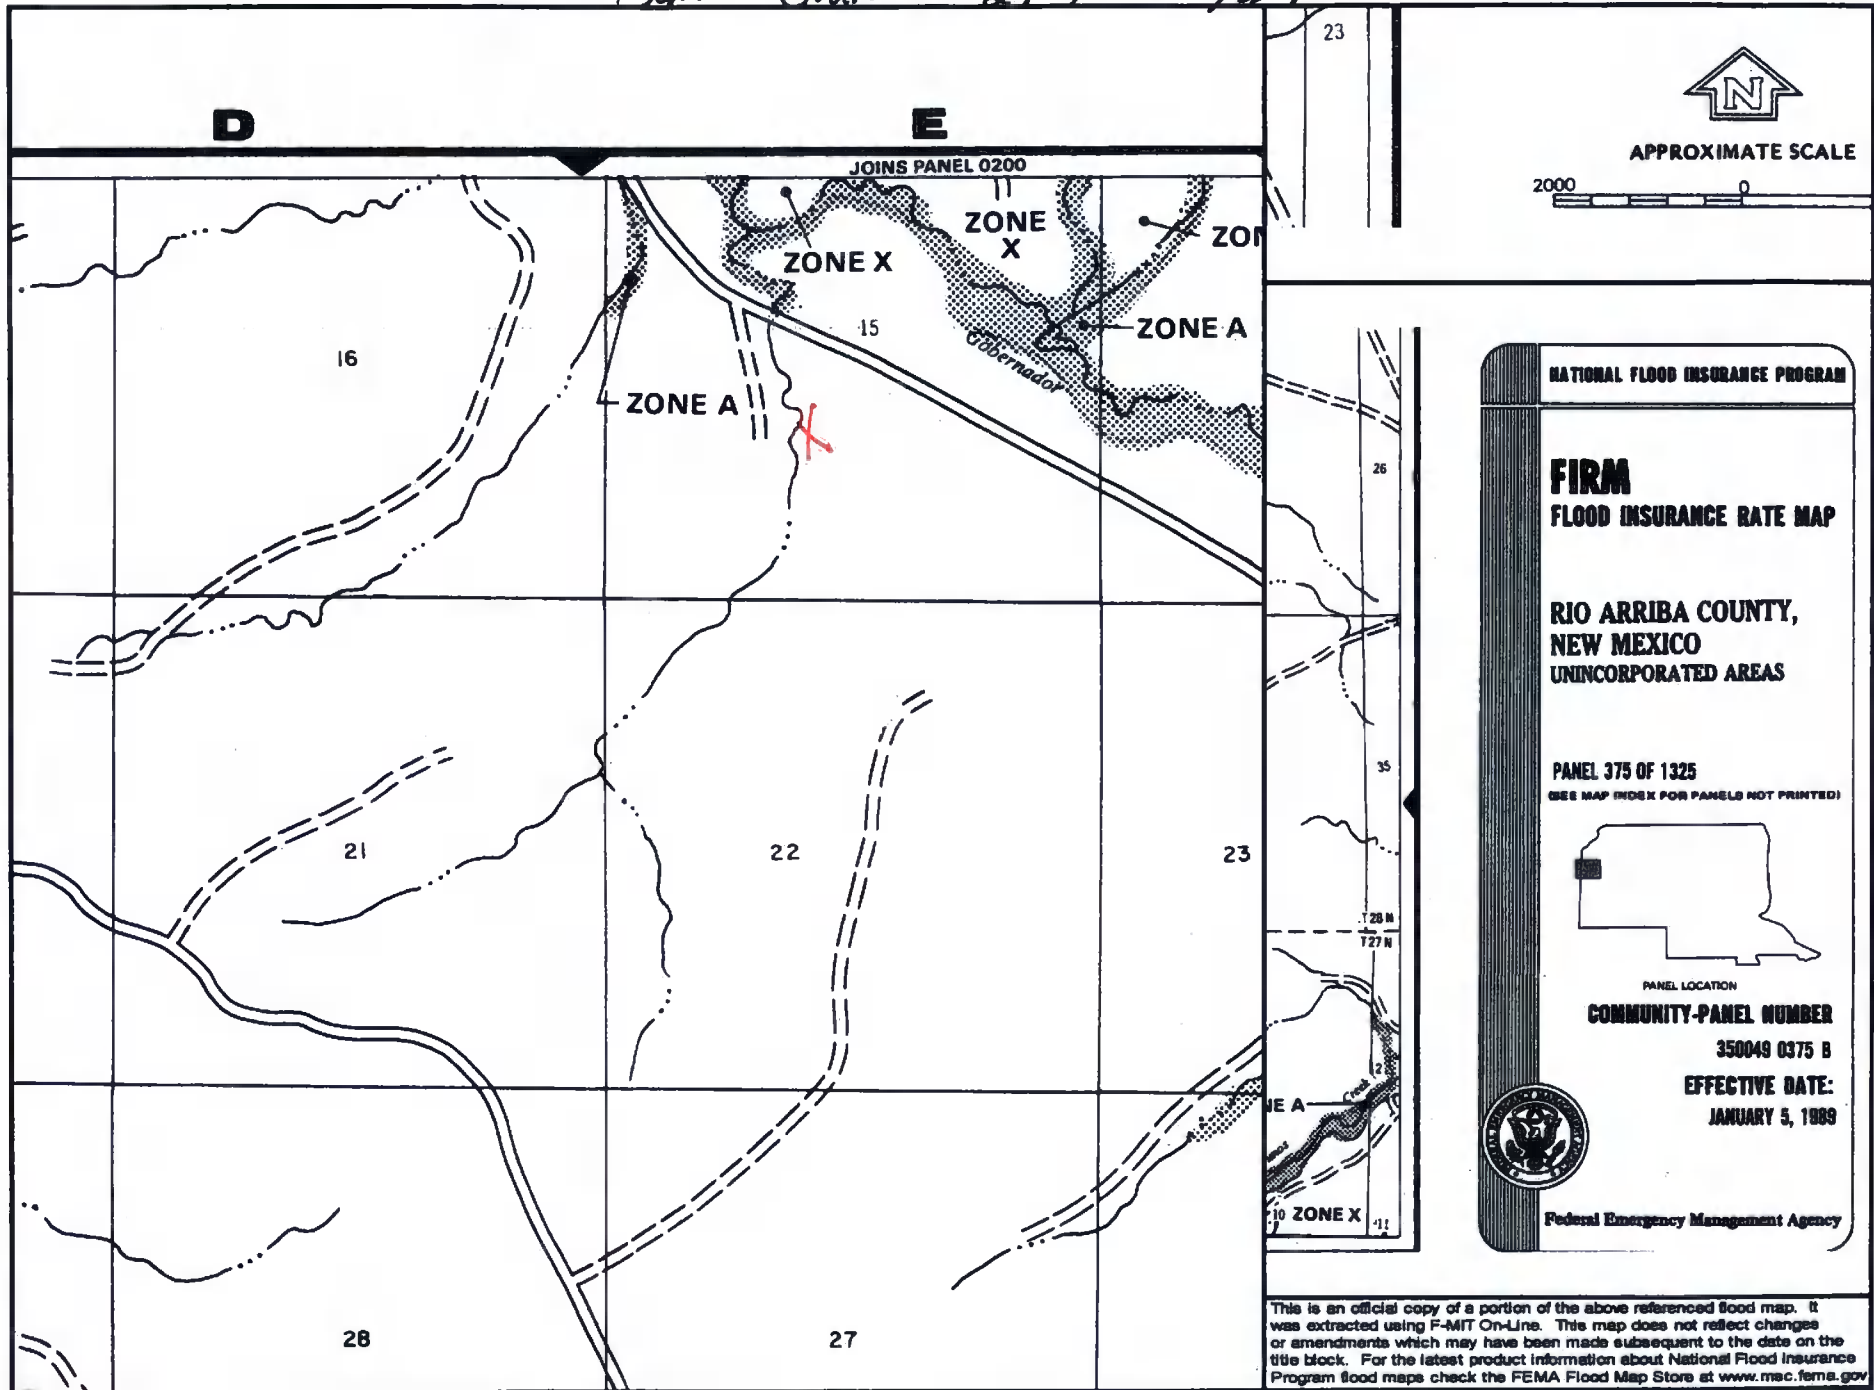 D
E
JOINS PANEL 0200
ZONE X
ZONE
X
ZONE A
ZONE A
15
16
Gobernador
21
22
23
28
27
23
26
35
T28N
T27N
2
Creek
10
ZONE X
11
N
APPROXIMATE SCALE
2000
0
NATIONAL FLOOD INSURANCE PROGRAM
FIRM
FLOOD INSURANCE RATE MAP
RIO ARRIBA COUNTY,
NEW MEXICO
UNINCORPORATED AREAS
PANEL 375 OF 1325
(SEE MAP INDEX FOR PANELS NOT PRINTED)
PANEL LOCATION
COMMUNITY-PANEL NUMBER
350049 0375 B
EFFECTIVE DATE:
JANUARY 5, 1989
Federal Emergency Management Agency
This is an official copy of a portion of the above referenced flood map. It
was extracted using F-MIT On-Line. This map does not reflect changes
or amendments which may have been made subsequent to the date on the
title block. For the latest product information about National Flood Insurance
Program flood maps check the FEMA Flood Map Store at www.msc.fema.gov